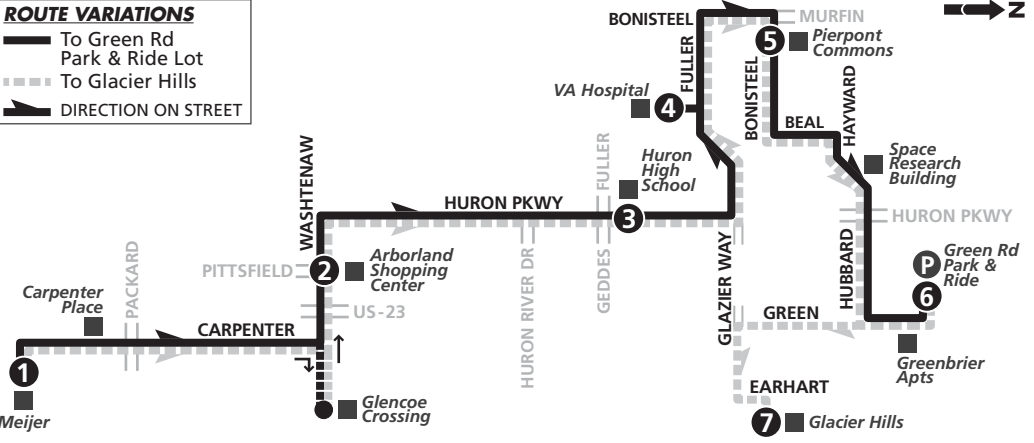 ROUTE VARIATIONS
To Green Rd
Park & Ride Lot
To Glacier Hills
DIRECTION ON STREET
N
BONISTEEL
MURFIN
5
Pierpont
Commons
FULLER
VA Hospital
4
BONISTEEL
HAYWARD
BEAL
Space
Research
Building
WASHTENAW
FULLER
Huron
High
School
HURON PKWY
3
HURON PKWY
PITTSFIELD
2
Arborland
Shopping
Center
HURON RIVER DR
GEDDES
GLAZIER WAY
HUBBARD
P
Green Rd
Park &
Ride
6
Carpenter
Place
PACKARD
US-23
GREEN
CARPENTER
1
Meijer
Glencoe
Crossing
Greenbrier
Apts
EARHART
7
Glacier Hills